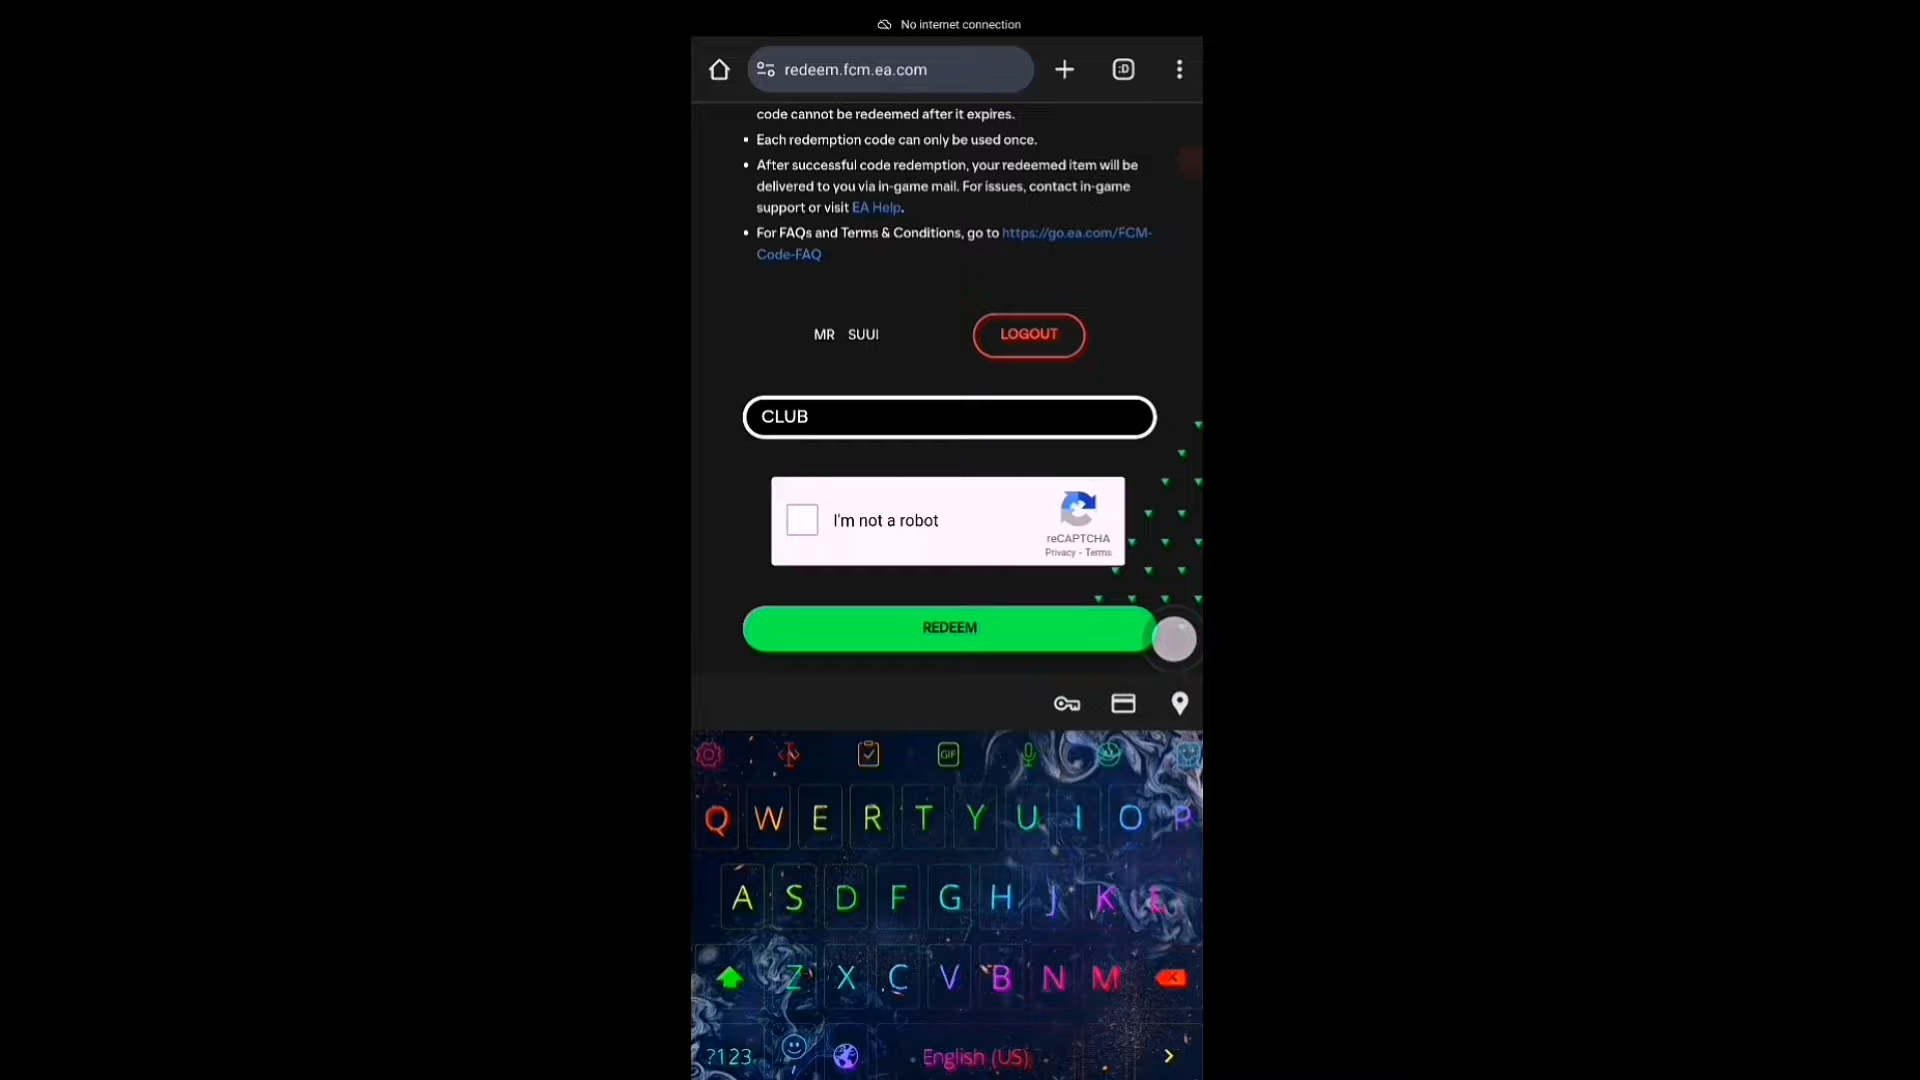 No internet connection
redeem.fcm.ea.com
:D
code cannot be redeemed after it expires.
• Each redemption code can only be used once.
• After successful code redemption, your redeemed item will be
delivered to you via in-game mail. For issues, contact in-game
support or visit EA Help.
• For FAQs and Terms & Conditions, go to https://go.ea.com/FCM-
Code-FAQ
MR SUUI
LOGOUT
CLUB
I'm not a robot
reCAPTCHA
Privacy - Terms
REDEEM
GIF
Q W E R T Y U I O P
A S D F G H J K L
Z X C V B N M
?123 English (US)